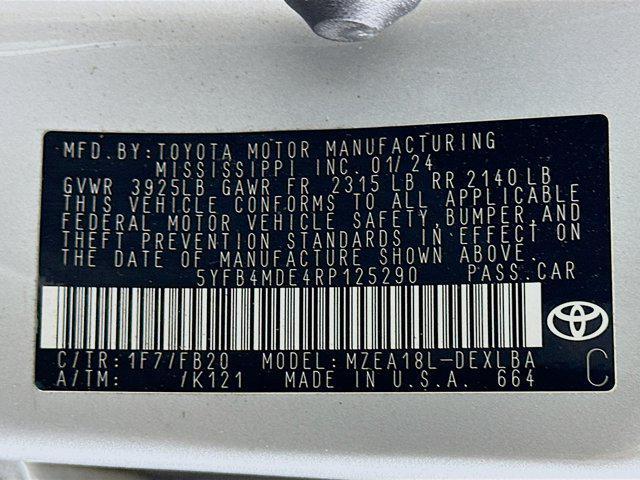 MFD. BY: TOYOTA MOTOR MANUFACTURING
MISSISSIPPI INC. 01/24
GVWR 3925LB GAWR FR 2315 LB RR 2140 LB
THIS VEHICLE CONFORMS TO ALL APPLICABLE
FEDERAL MOTOR VEHICLE SAFETY, BUMPER, AND
THEFT PREVENTION STANDARDS IN EFFECT ON
THE DATE OF MANUFACTURE SHOWN ABOVE.
5YFB4MDE4RP125290 PASS. CAR
C/TR: 1F7/FB20 MODEL: MZEA18L-DEXLBA
A/TM: /K121 MADE IN U.S.A. 664 C